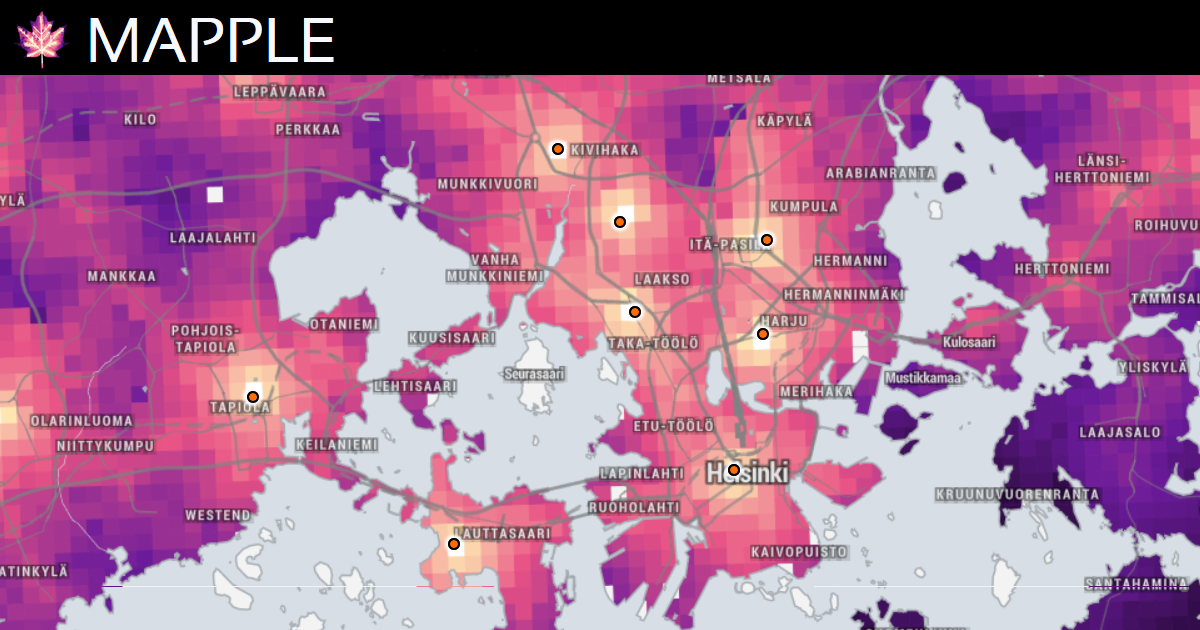 MAPPLE
METSÄLÄ
LEPPÄVAARA
KILO
PERKKAA
KÄPYLÄ
KIVIHAKA
LÄNSI-
HERTTONIEMI
ARABIANRANTA
MUNKKIVUORI
YLÄ
KUMPULA
ROIHUVU
LAAJALAHTI
ITÄ-PASIL
VANHA
MUNKKINIEMI
HERMANNI
MANKKAA
LAAKSO
HERTTONIEMI
HERMANNINMÄKI
TAMMISAL
OTANIEMI
HARJU
POHJOIS-
TAPIOLA
KUUSISAARI
TAKA-TÖÖLÖ
Kulosaari
YLISKYLÄ
Seurasaari
Mustikkamaa
LEHTISAARI
MERIHAKA
TAPIOLA
OLARINLUOMA
ETU-TÖÖLÖ
LAAJASALO
NIITTYKUMPU
KEILANIEMI
LAPINLAHTI
Helsinki
KRUUNUVUORENRANTA
RUOHOLAHTI
WESTEND
LAUTTASAARI
KAIVOPUISTO
ATINKYLÄ
SANTAHAMINA